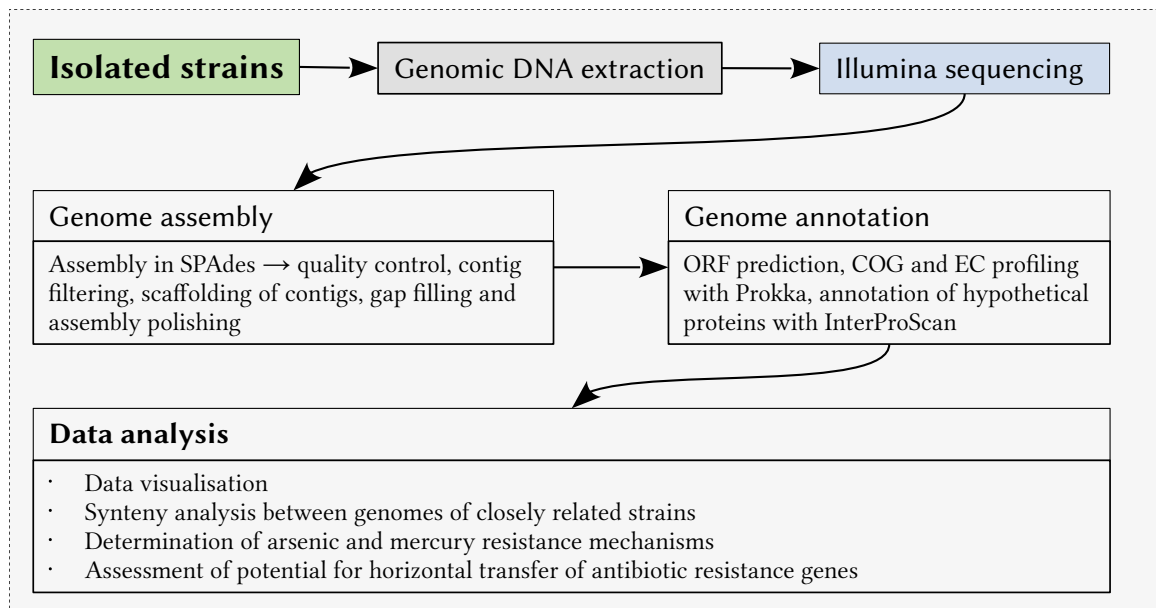 Isolated strains
Genomic DNA extraction
Illumina sequencing
Genome assembly
Assembly in SPAdes → quality control, contig
filtering, scaffolding of contigs, gap filling and
assembly polishing
Genome annotation
ORF prediction, COG and EC profiling
with Prokka, annotation of hypothetical
proteins with InterProScan
Data analysis
· Data visualisation
· Synteny analysis between genomes of closely related strains
· Determination of arsenic and mercury resistance mechanisms
· Assessment of potential for horizontal transfer of antibiotic resistance genes